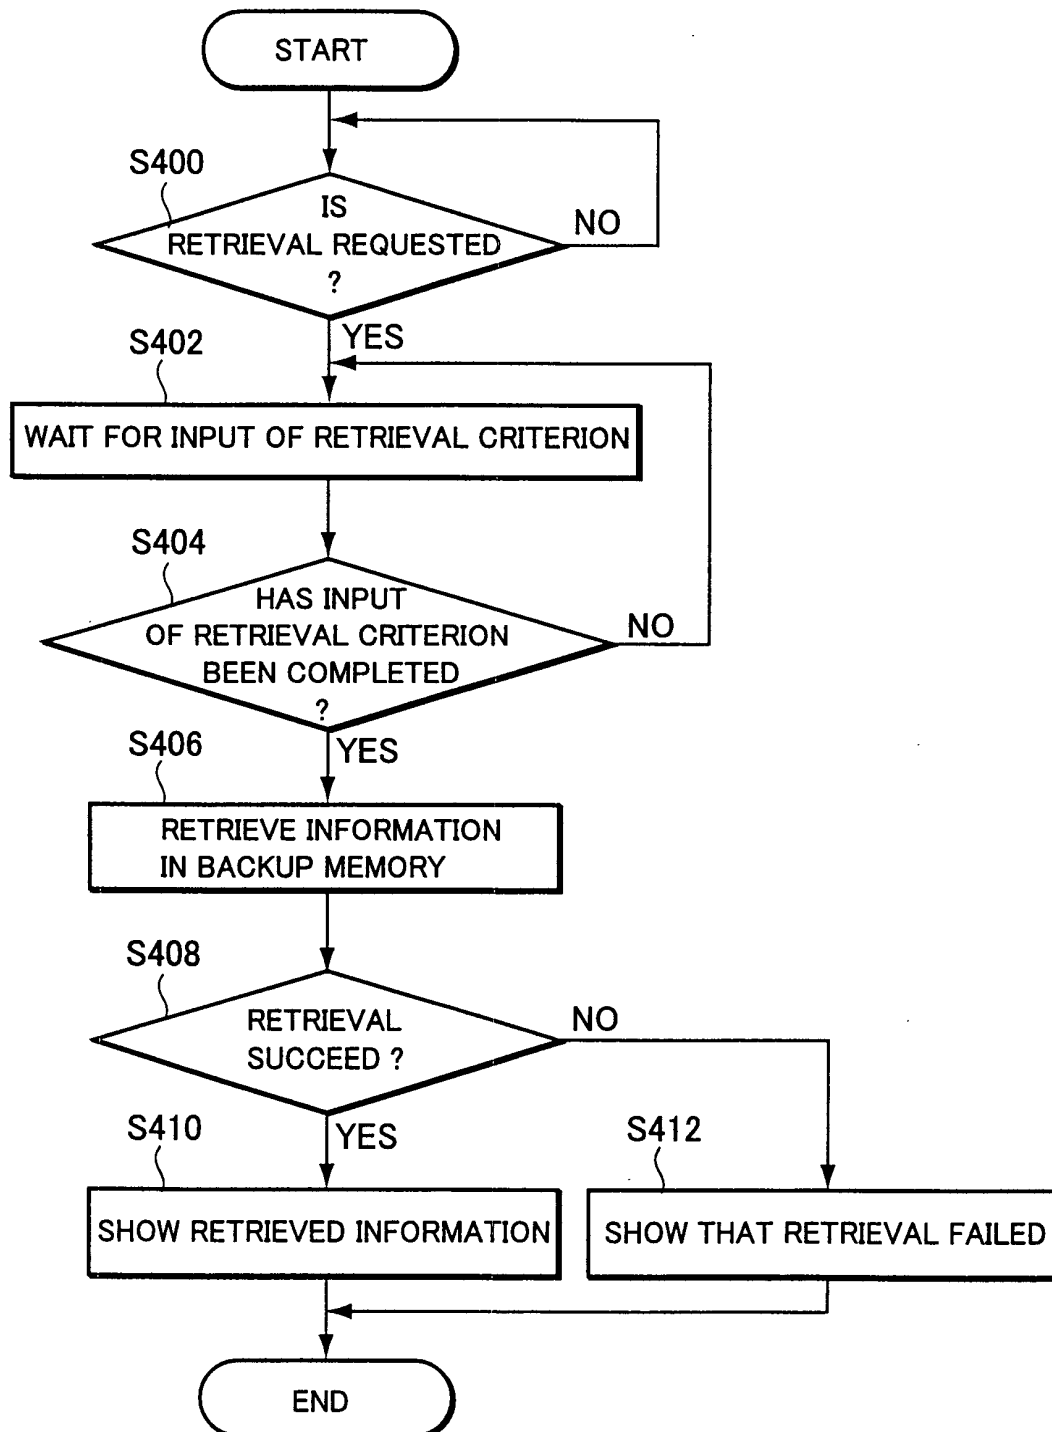 START
S400
IS
RETRIEVAL REQUESTED
?
NO
YES
S402
WAIT FOR INPUT OF RETRIEVAL CRITERION
S404
HAS INPUT
OF RETRIEVAL CRITERION
BEEN COMPLETED
?
NO
YES
S406
RETRIEVE INFORMATION
IN BACKUP MEMORY
S408
RETRIEVAL
SUCCEED ?
NO
YES
S410
SHOW RETRIEVED INFORMATION
S412
SHOW THAT RETRIEVAL FAILED
END